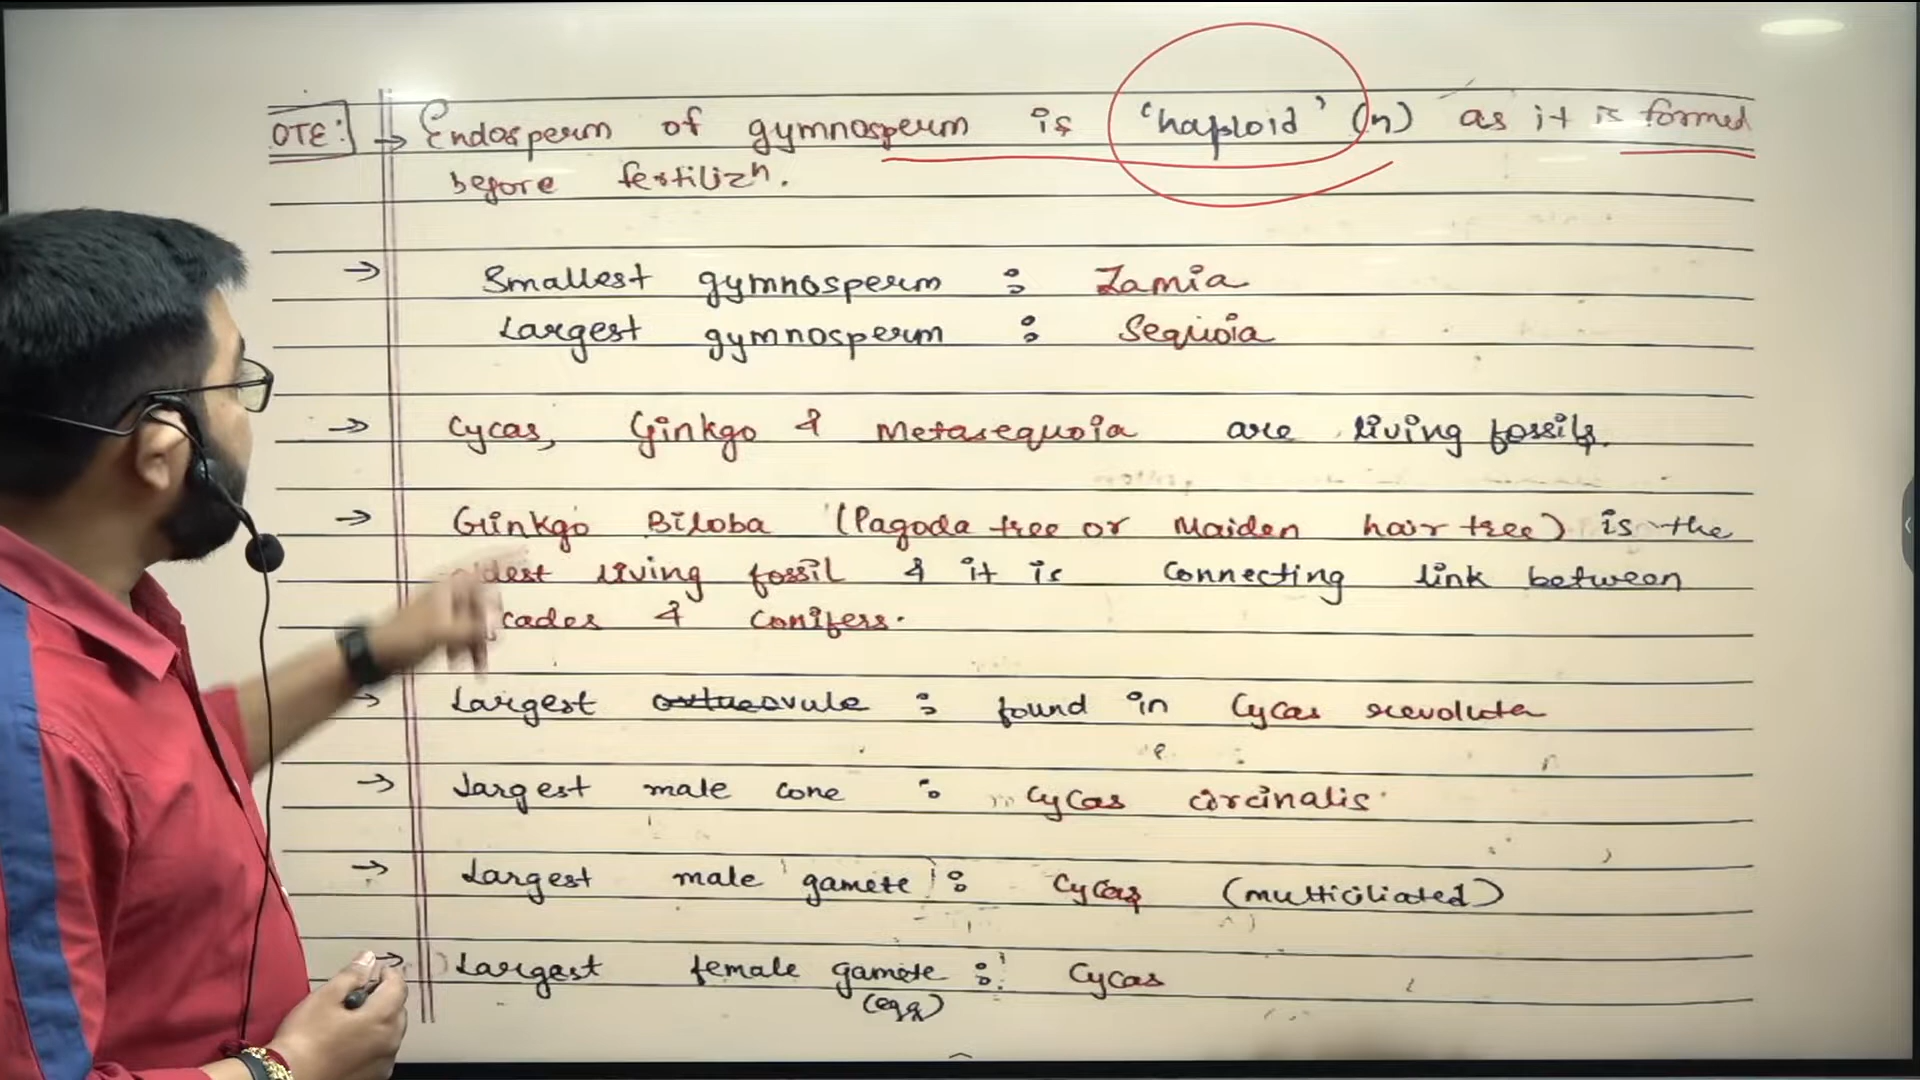 OTE:] → Endosperm of gymnosperm is 'haploid' (n) as it is formed
before fertilizn.
→ Smallest gymnosperm : Zamia
Largest gymnosperm : Sequoia
→ Cycas, Ginkgo & Metasequoia are living fossils.
→ Ginkgo Biloba (Pagoda tree or Maiden hair tree) is the
oldest living fossil & it is connecting link between
cades & conifers.
→ Largest ovule : found in Cycas revoluta
→ Largest male cone : Cycas circinalis
→ Largest male gamete : Cycas (multiciliated)
→ Largest female gamete : Cycas
(egg)